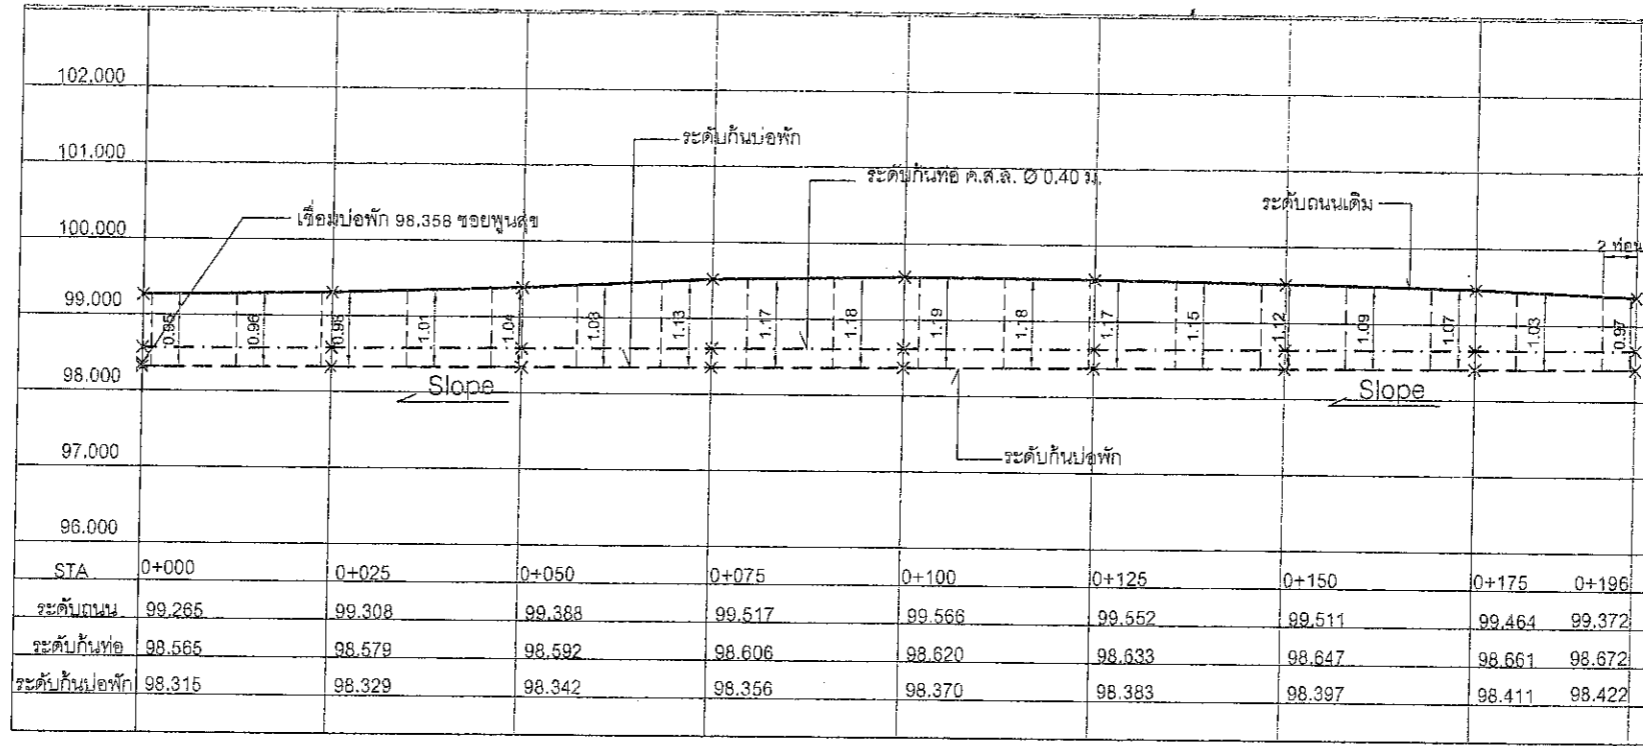 102.000
101.000
100.000
99.000
98.000
97.000
96.000
ระดับก้นบ่อพัก
ระดับก้นท่อ ค.ส.ล. Ø 0.40 ม.
ระดับถนนเดิม
เชื่อมบ่อพัก 98.358 ซอยพูนสุข
2 ท่อน
0.95 0.96 0.98 1.01 1.04 1.08 1.13 1.17 1.18 1.19 1.18 1.17 1.15 1.12 1.09 1.07 1.03 0.97
Slope
Slope
ระดับก้นบ่อพัก
STA 0+000 0+025 0+050 0+075 0+100 0+125 0+150 0+175 0+196
ระดับถนน 99.265 99.308 99.388 99.517 99.566 99.552 99.511 99.464 99.372
ระดับก้นท่อ 98.565 98.579 98.592 98.606 98.620 98.633 98.647 98.661 98.672
ระดับก้นบ่อพัก 98.315 98.329 98.342 98.356 98.370 98.383 98.397 98.411 98.422